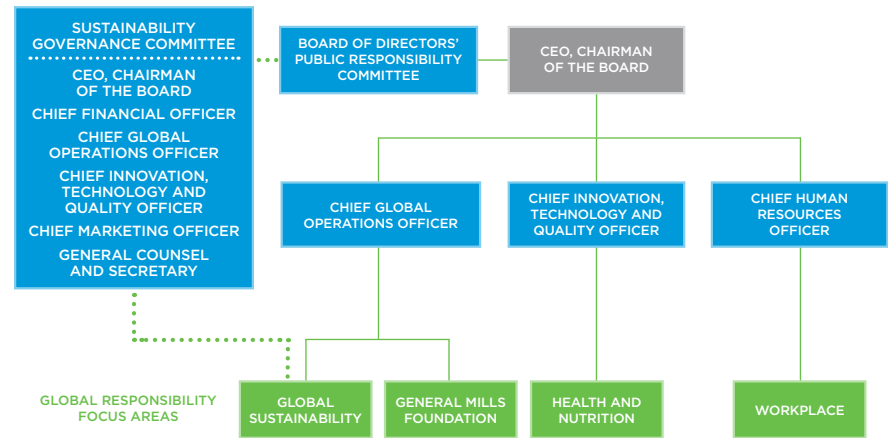 SUSTAINABILITY
GOVERNANCE COMMITTEE
CEO, CHAIRMAN
OF THE BOARD
CHIEF FINANCIAL OFFICER
CHIEF GLOBAL
OPERATIONS OFFICER
CHIEF INNOVATION,
TECHNOLOGY AND
QUALITY OFFICER
CHIEF MARKETING OFFICER
GENERAL COUNSEL
AND SECRETARY
BOARD OF DIRECTORS’
PUBLIC RESPONSIBILITY
COMMITTEE
CEO, CHAIRMAN
OF THE BOARD
CHIEF GLOBAL
OPERATIONS OFFICER
CHIEF INNOVATION,
TECHNOLOGY AND
QUALITY OFFICER
CHIEF HUMAN
RESOURCES
OFFICER
GLOBAL RESPONSIBILITY
FOCUS AREAS
GLOBAL
SUSTAINABILITY
GENERAL MILLS
FOUNDATION
HEALTH AND
NUTRITION
WORKPLACE